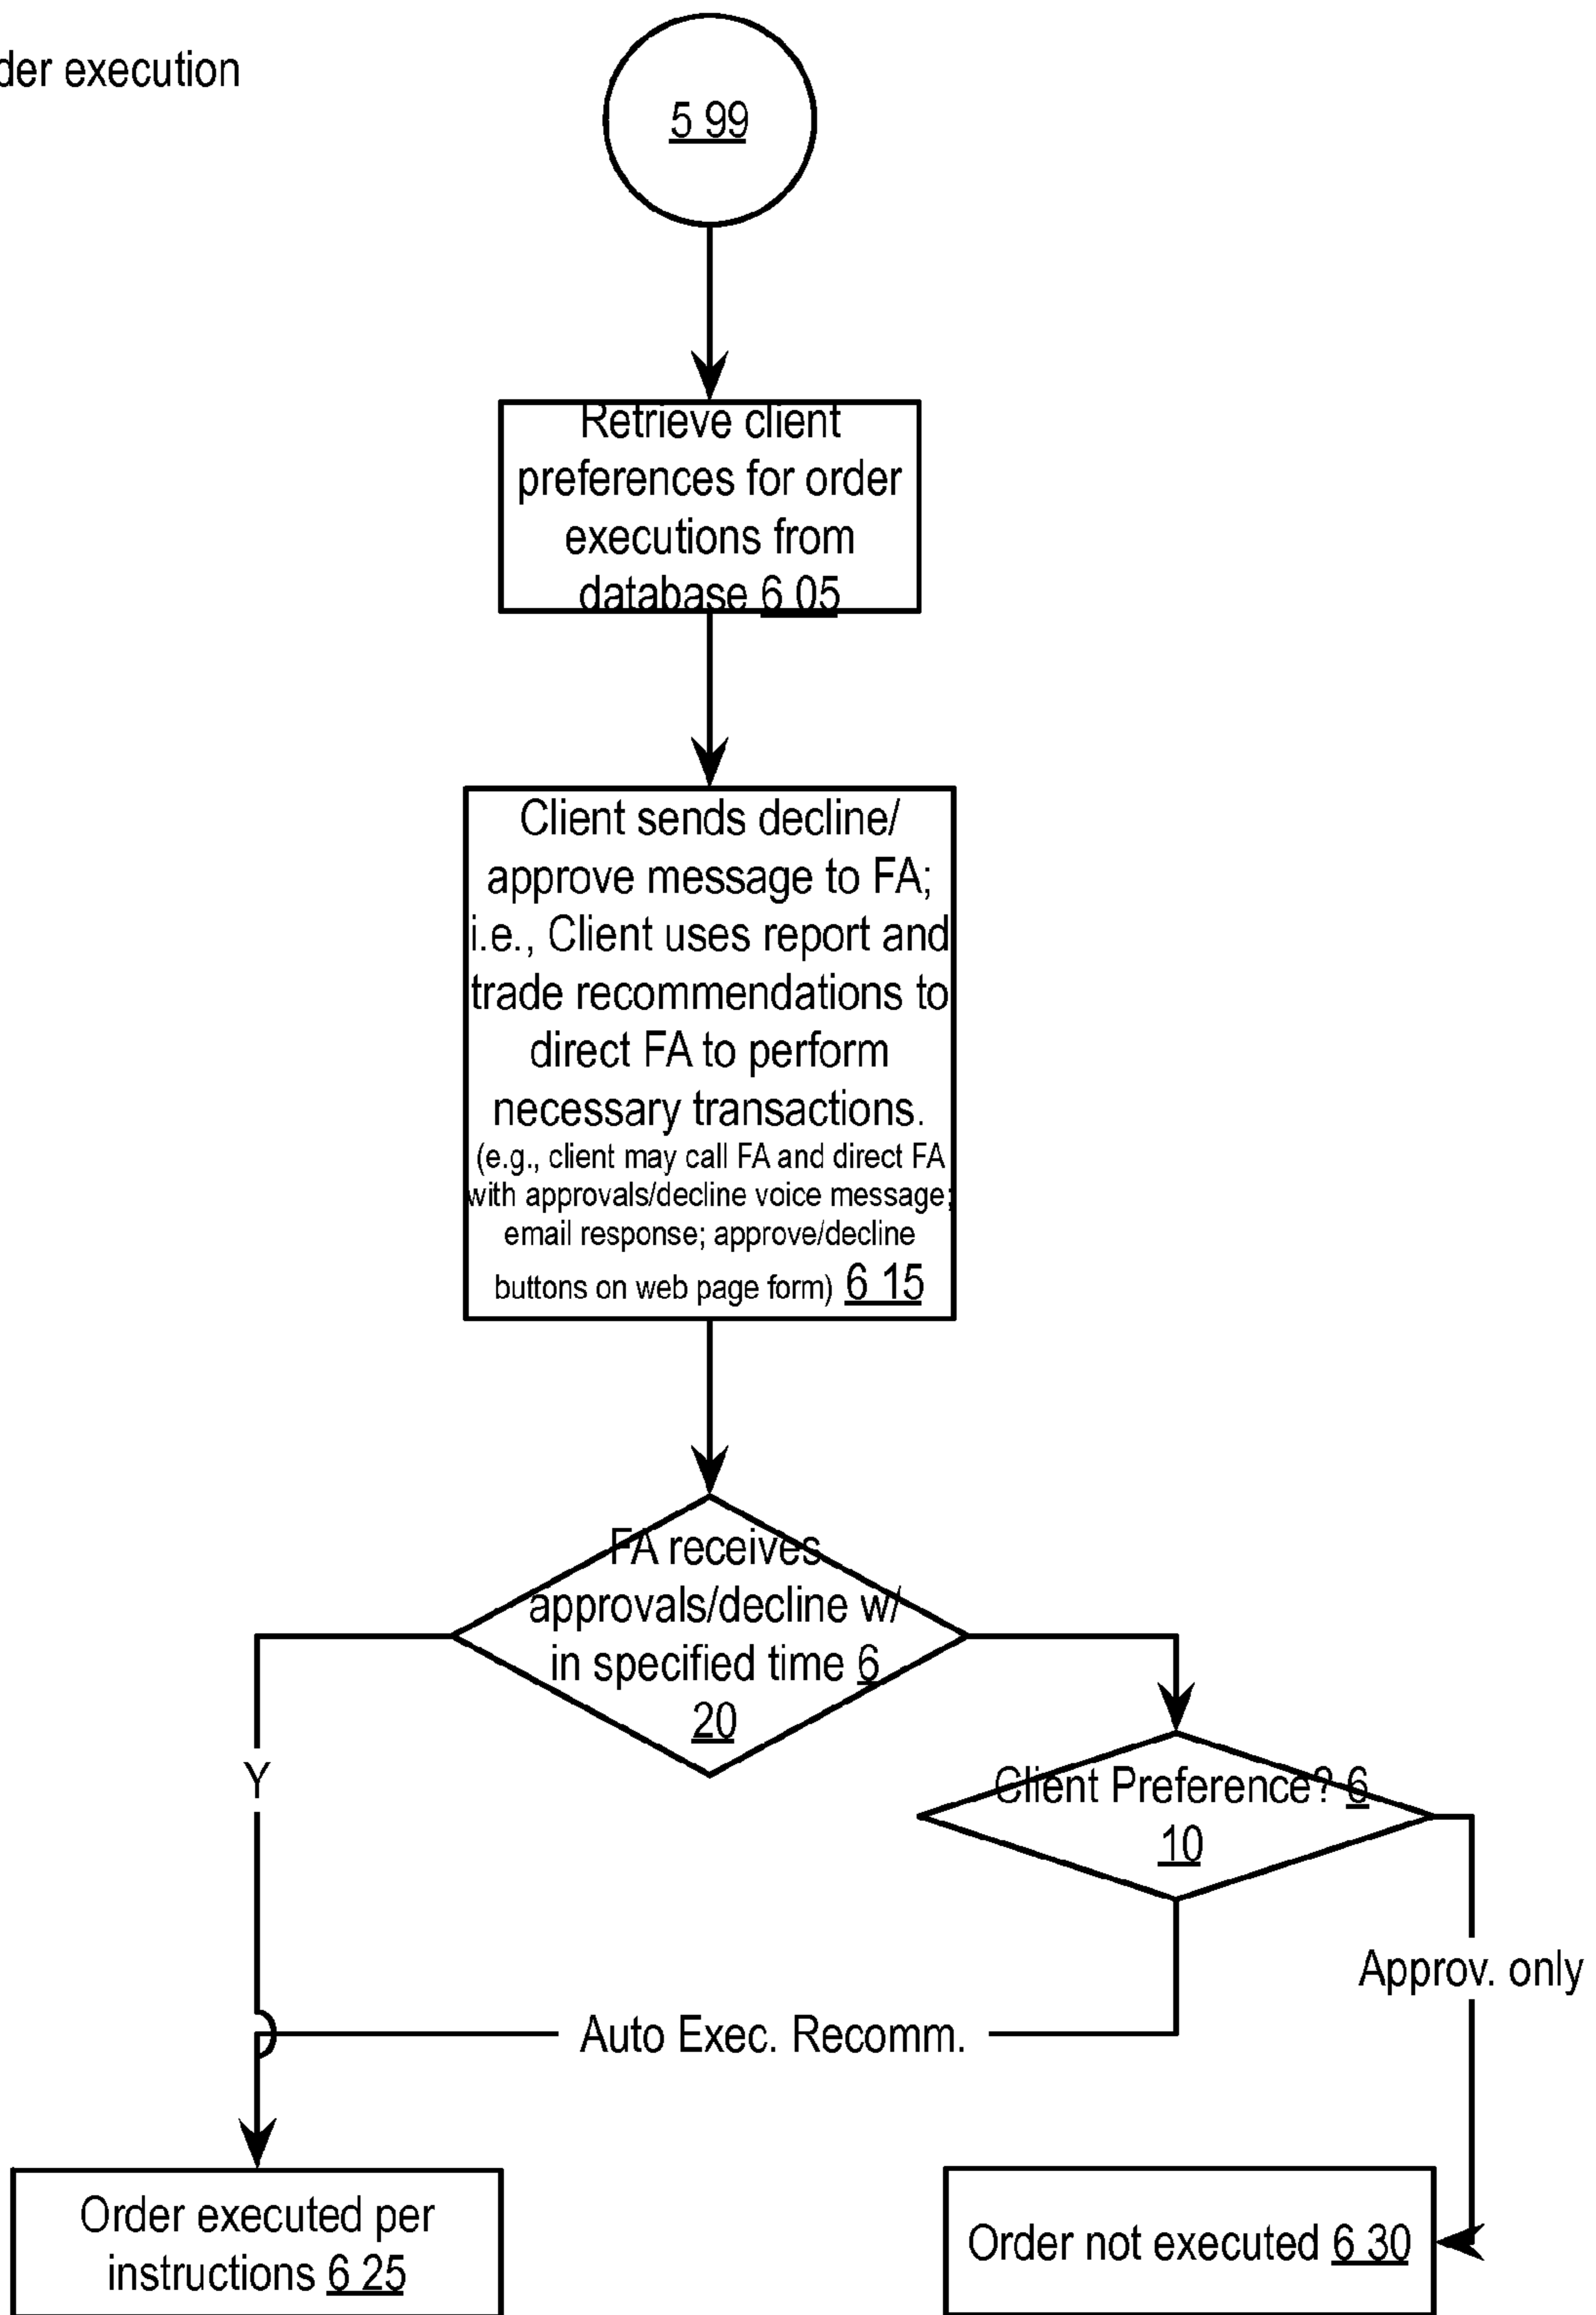 der execution
5 99
Retrieve client
preferences for order
executions from
database 6 05
Client sends decline/
approve message to FA;
i.e., Client uses report and
trade recommendations to
direct FA to perform
necessary transactions.
(e.g., client may call FA and direct FA
with approvals/decline voice message;
email response; approve/decline
buttons on web page form) 6 15
FA receives
approvals/decline w/
in specified time 6
20
Y
Client Preference? 6
10
Approv. only
Auto Exec. Recomm.
Order executed per
instructions 6 25
Order not executed 6 30